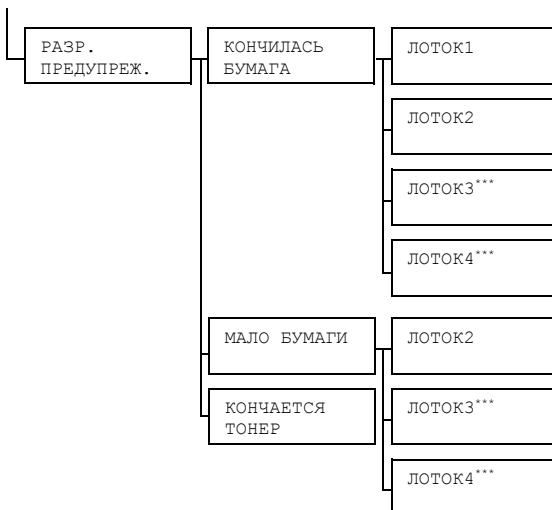 РАЗР.
ПРЕДУПРЕЖ.
КОНЧИЛАСЬ
БУМАГА
ЛОТОК1
ЛОТОК2
ЛОТОК3***
ЛОТОК4***
МАЛО БУМАГИ
ЛОТОК2
КОНЧАЕТСЯ
ТОНЕР
ЛОТОК3***
ЛОТОК4***